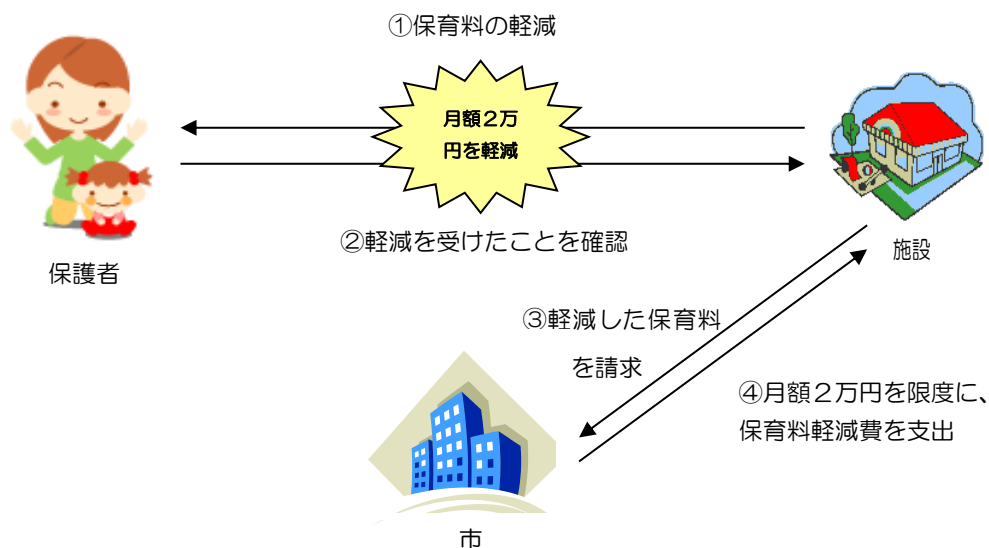 ①保育料の軽減
月額２万
円を軽減
②軽減を受けたことを確認
保護者
施設
③軽減した保育料
を請求
④月額２万円を限度に、
保育料軽減費を支出
市